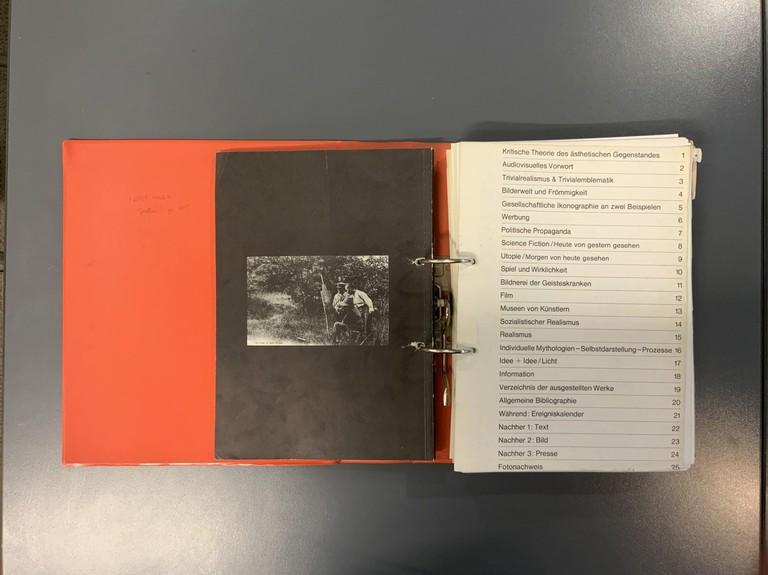 Kritische Theorie des ästhetischen Gegenstandes 1
Audiovisuelles Vorwort 2
Trivialrealismus & Trivialemblematik 3
Bilderwelt und Frömmigkeit 4
Gesellschaftliche Ikonographie an zwei Beispielen 5
Werbung 6
Politische Propaganda 7
Science Fiction/Heute von gestern gesehen 8
Utopie/Morgen von heute gesehen 9
Spiel und Wirklichkeit 10
Bildnerei der Geisteskranken 11
Film 12
Museen von Künstlern 13
Sozialistischer Realismus 14
Realismus 15
Individuelle Mythologien–Selbstdarstellung–Prozesse 16
Idee + Idee/Licht 17
Information 18
Verzeichnis der ausgestellten Werke 19
Allgemeine Bibliographie 20
Während: Ereigniskalender 21
Nachher 1: Text 22
Nachher 2: Bild 23
Nachher 3: Presse 24
Fotonachweis 25